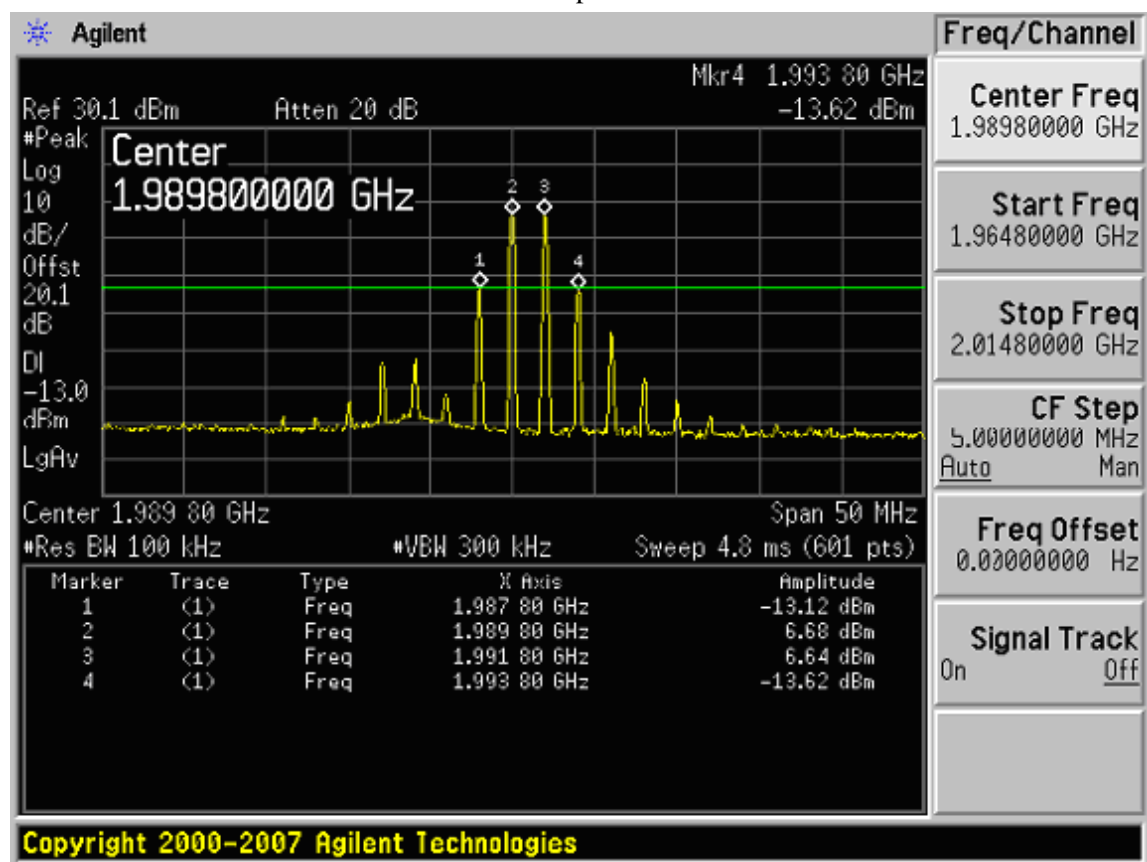 Agilent
Freq/Channel
Mkr4 1.993 80 GHz
Ref 30.1 dBm Atten 20 dB -13.62 dBm
#Peak
Log
10
dB/
Offst
20.1
dB
DI
-13.0
dBm
LgAv
Center
1.989800000 GHz
1
2
3
4
Center 1.989 80 GHz Span 50 MHz
#Res BW 100 kHz #VBW 300 kHz Sweep 4.8 ms (601 pts)
Marker Trace Type X Axis Amplitude
1 (1) Freq 1.987 80 GHz -13.12 dBm
2 (1) Freq 1.989 80 GHz 6.68 dBm
3 (1) Freq 1.991 80 GHz 6.64 dBm
4 (1) Freq 1.993 80 GHz -13.62 dBm
Center Freq
1.98980000 GHz
Start Freq
1.96480000 GHz
Stop Freq
2.01480000 GHz
CF Step
5.00000000 MHz
Auto Man
Freq Offset
0.00000000 Hz
Signal Track
On Off
Copyright 2000-2007 Agilent Technologies